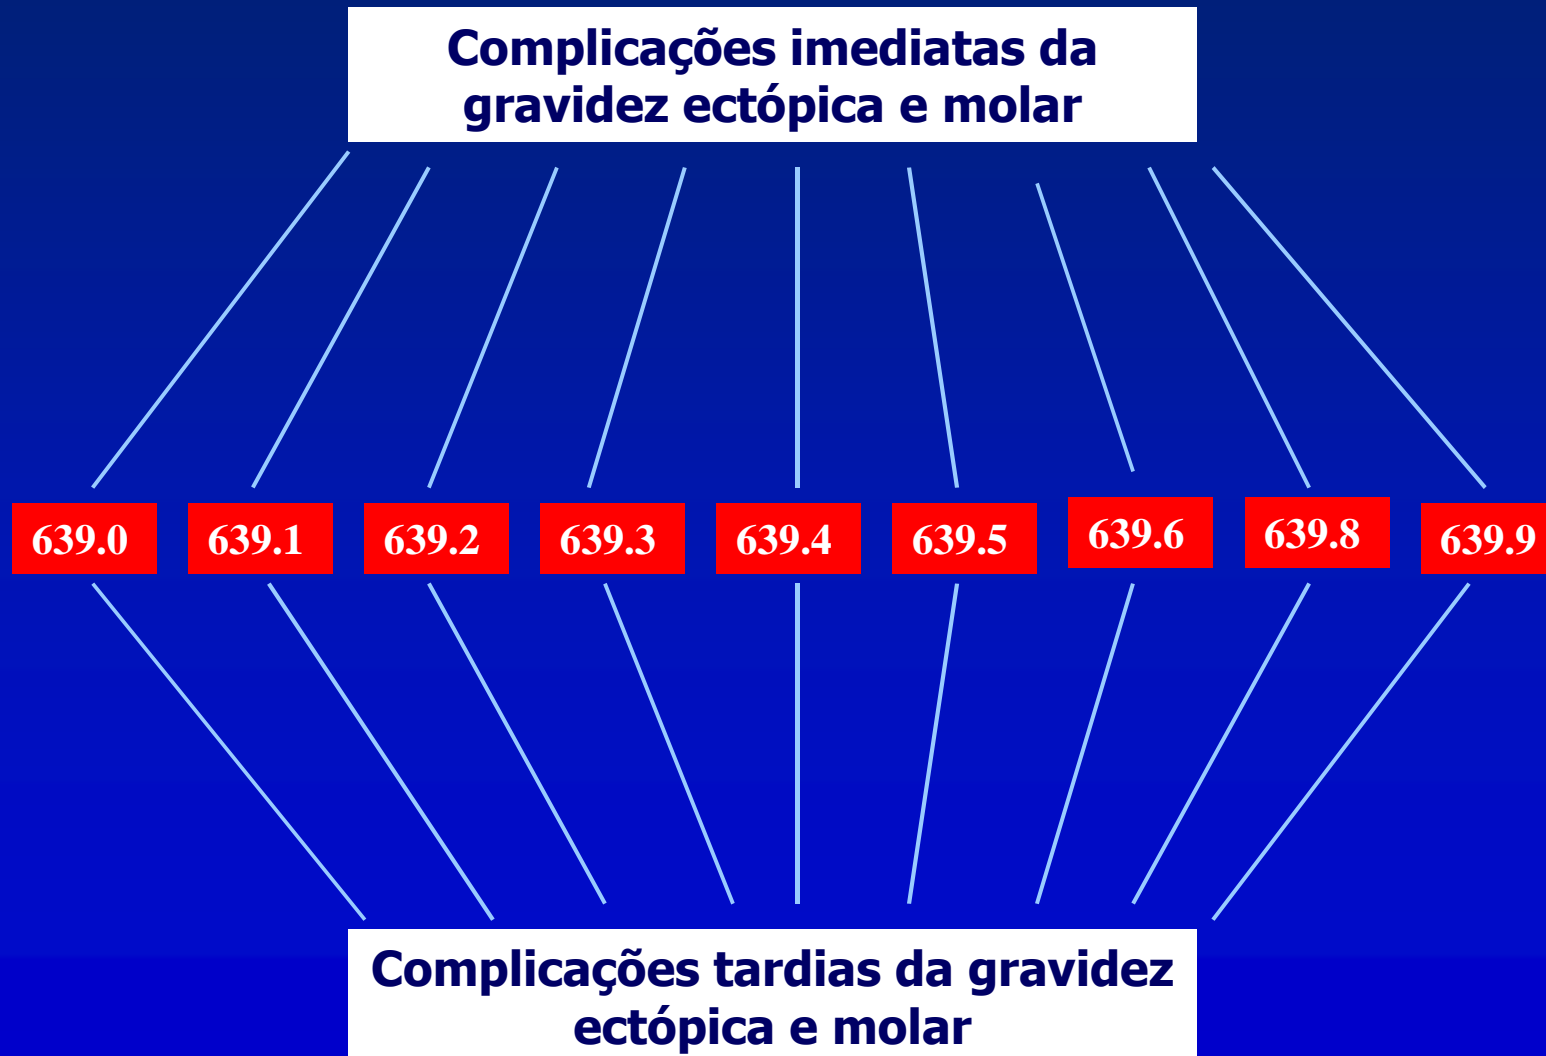 Complicações imediatas da
gravidez ectópica e molar
639.0 639.1 639.2 639.3 639.4 639.5 639.6 639.8 639.9
Complicações tardias da gravidez
ectópica e molar